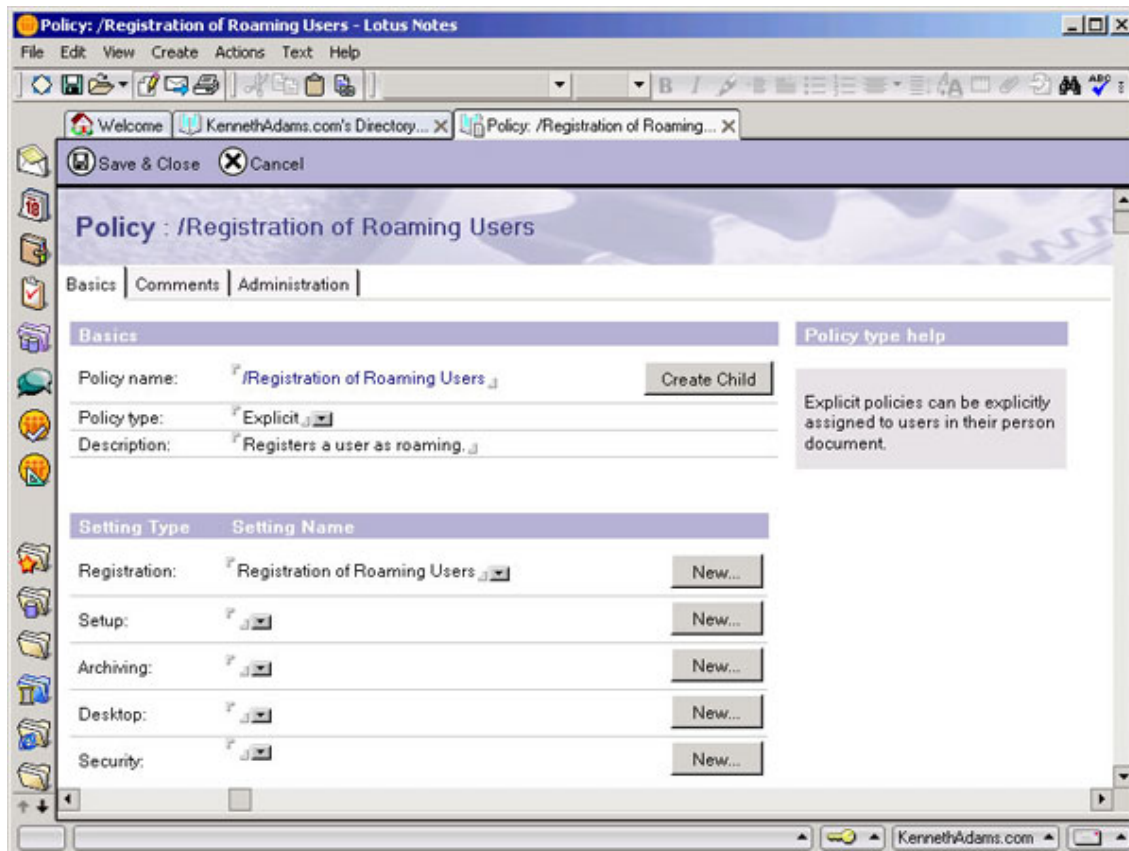 Policy: /Registration of Roaming Users - Lotus Notes
File Edit View Create Actions Text Help
B I
ABC
Welcome KennethAdams.com's Directory... Policy: /Registration of Roaming...
Save & Close Cancel
18
Policy : /Registration of Roaming Users
Basics Comments Administration
Basics
Policy type help
Policy name: /Registration of Roaming Users Create Child
Policy type: Explicit
Description: Registers a user as roaming.
Explicit policies can be explicitly
assigned to users in their person
document.
Setting Type Setting Name
Registration: Registration of Roaming Users New...
Setup: New...
Archiving: New...
Desktop: New...
Security: New...
KennethAdams.com